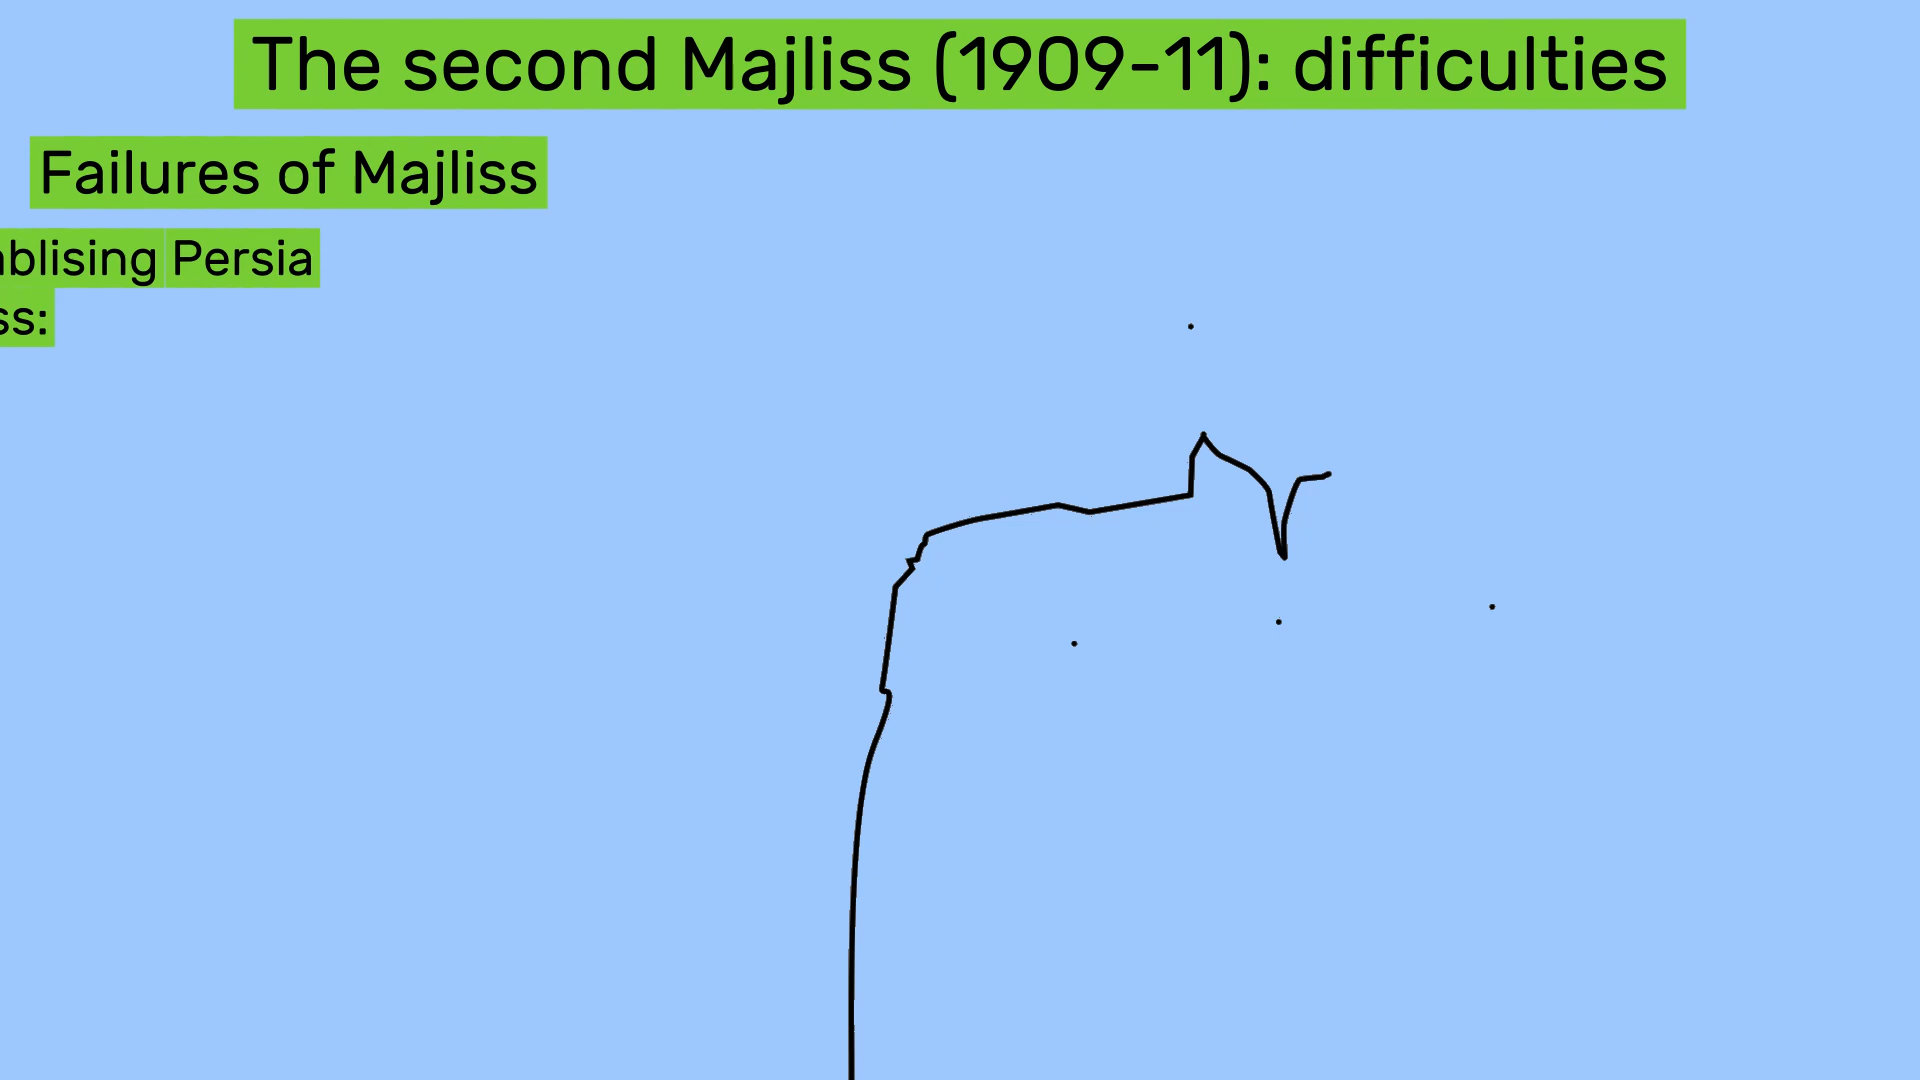 The second Majliss (1909-11): difficulties
Failures of Majliss
Persia